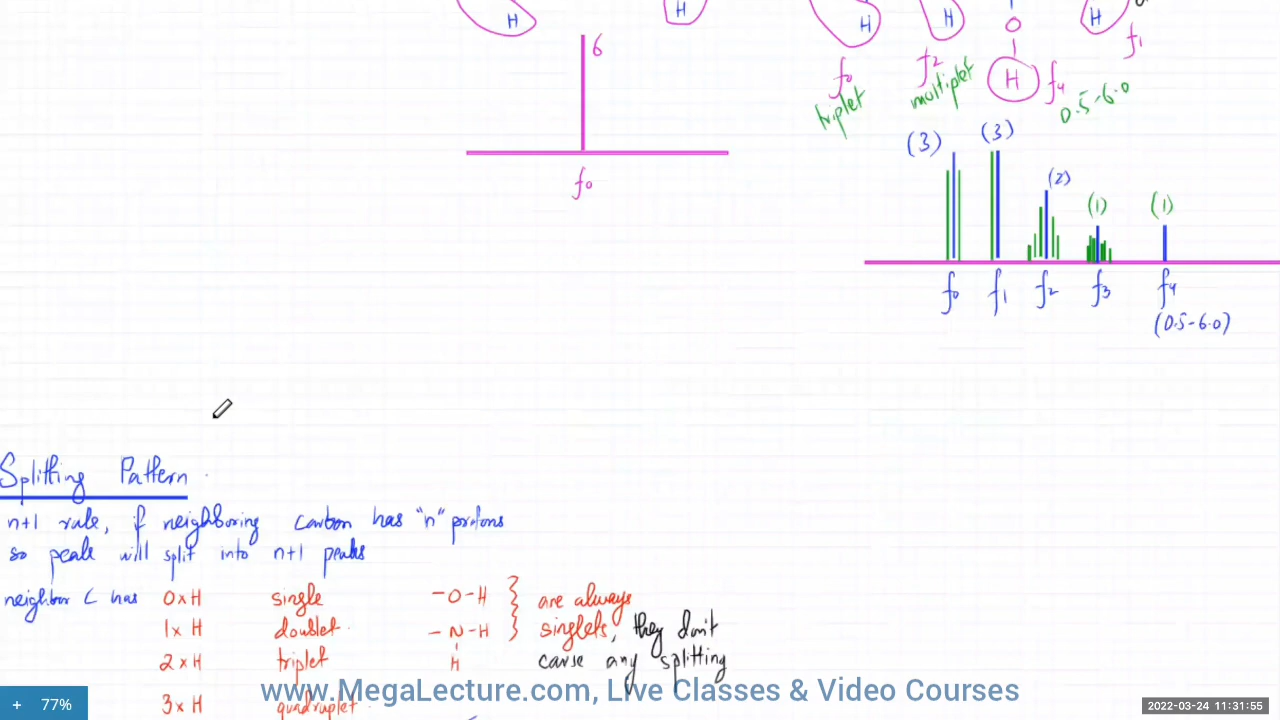 H
H
6
f0
H
H
O
H
H
f0
triplet
f2
multiplet
f4
0.5-6.0
f1
(3)
(3)
(2)
(1)
(1)
f0
f1
f2
f3
f4
(0.5-6.0)
Splitting Pattern
n+1 rule, if neighboring carbon has "n" protons
so peak will split into n+1 peaks
neighbor C has 0xH single -O-H } are always
1x H doublet - N-H } singlets, they don't
2x H triplet H cause any splitting
3x H quadruplet
www.MegaLecture.com, Live Classes & Video Courses
+ 77%
2022-03-24 11:31:55